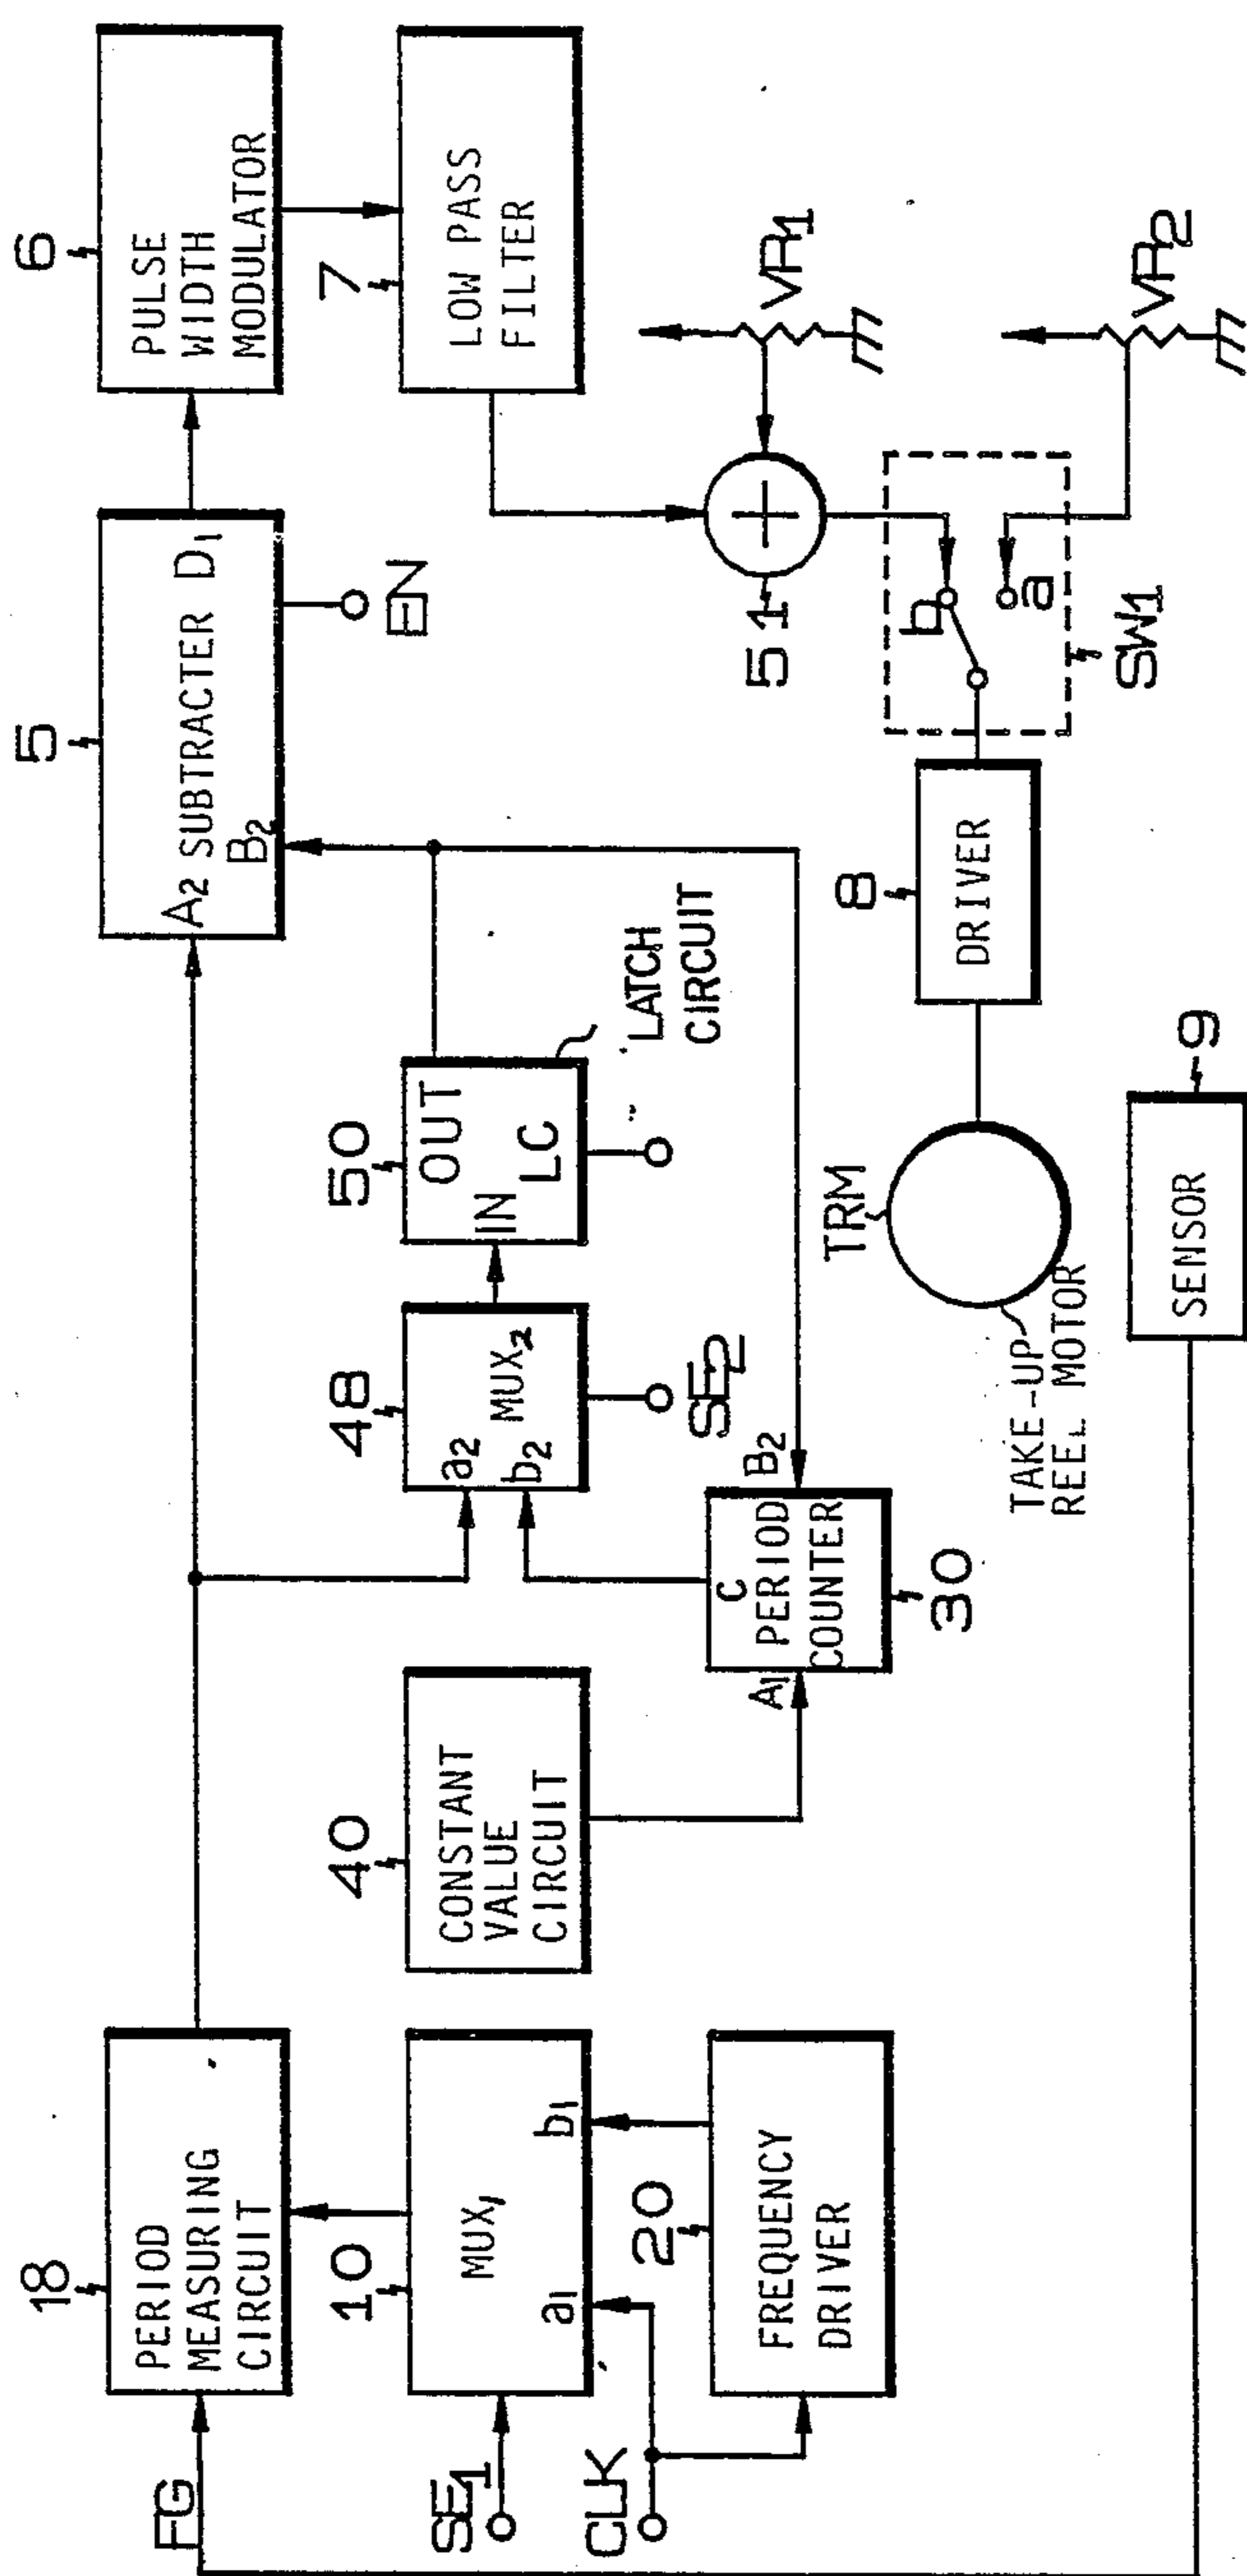 18
PERIOD
MEASURING
CIRCUIT
FG
5
A2 SUBTRACTER D1
B2
EN
6
PULSE
WIDTH
MODULATOR
7
LOW PASS
FILTER
10
MUX1
a1
b1
SE1
CLK
20
FREQUENCY
DRIVER
40
CONSTANT
VALUE
CIRCUIT
48
a2
b2
MUX2
SE2
50
OUT
IN
LC
LATCH
CIRCUIT
A1
C
B2
PERIOD
COUNTER
30
51
VR1
VR2
b
a
SW1
8
DRIVER
TRM
TAKE-UP
REEL MOTOR
9
SENSOR